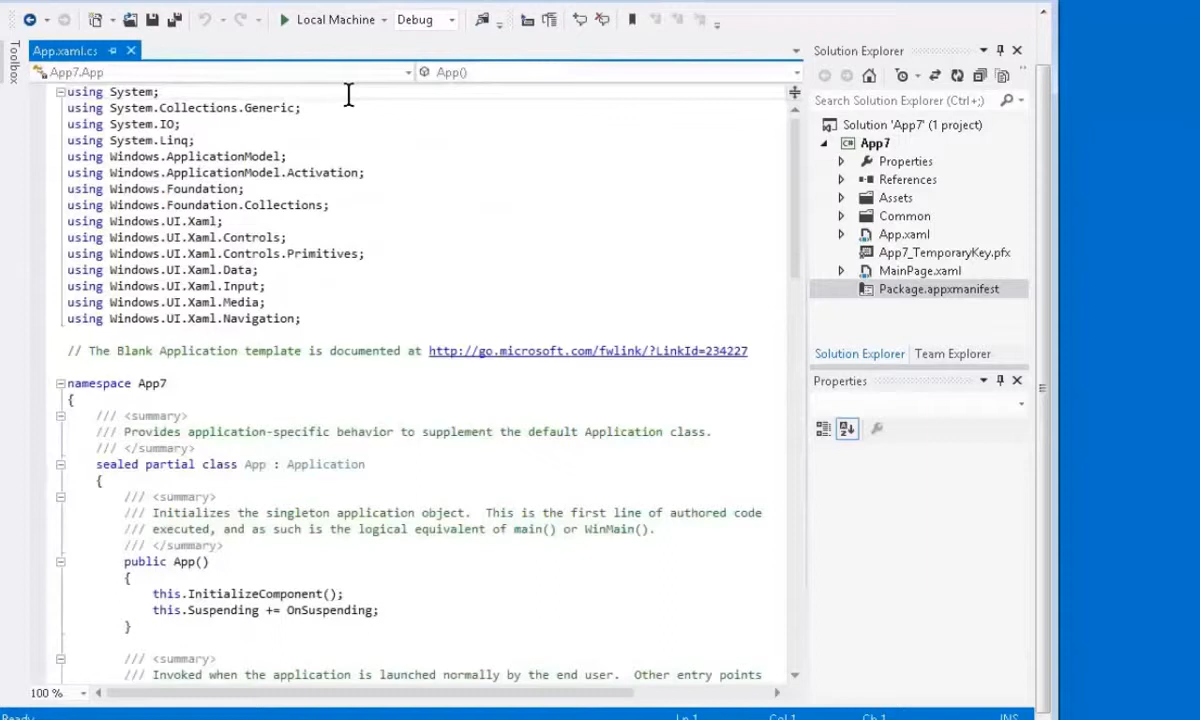 Local Machine
Debug
Toolbox
App.xaml.cs
App7.App
App()
using System;
using System.Collections.Generic;
using System.IO;
using System.Linq;
using Windows.ApplicationModel;
using Windows.ApplicationModel.Activation;
using Windows.Foundation;
using Windows.Foundation.Collections;
using Windows.UI.Xaml;
using Windows.UI.Xaml.Controls;
using Windows.UI.Xaml.Controls.Primitives;
using Windows.UI.Xaml.Data;
using Windows.UI.Xaml.Input;
using Windows.UI.Xaml.Media;
using Windows.UI.Xaml.Navigation;
// The Blank Application template is documented at http://go.microsoft.com/fwlink/?LinkId=234227
namespace App7
{
/// <summary>
/// Provides application-specific behavior to supplement the default Application class.
/// </summary>
sealed partial class App : Application
{
/// <summary>
/// Initializes the singleton application object.  This is the first line of authored code
/// executed, and as such is the logical equivalent of main() or WinMain().
/// </summary>
public App()
{
this.InitializeComponent();
this.Suspending += OnSuspending;
}
/// <summary>
/// Invoked when the application is launched normally by the end user.  Other entry points
100 %
Solution Explorer
Search Solution Explorer (Ctrl+;)
Solution 'App7' (1 project)
C# App7
Properties
References
Assets
Common
App.xaml
App7_TemporaryKey.pfx
MainPage.xaml
Package.appxmanifest
Solution Explorer
Team Explorer
Properties
Ready
Ln 1
Col 1
Ch 1
INS